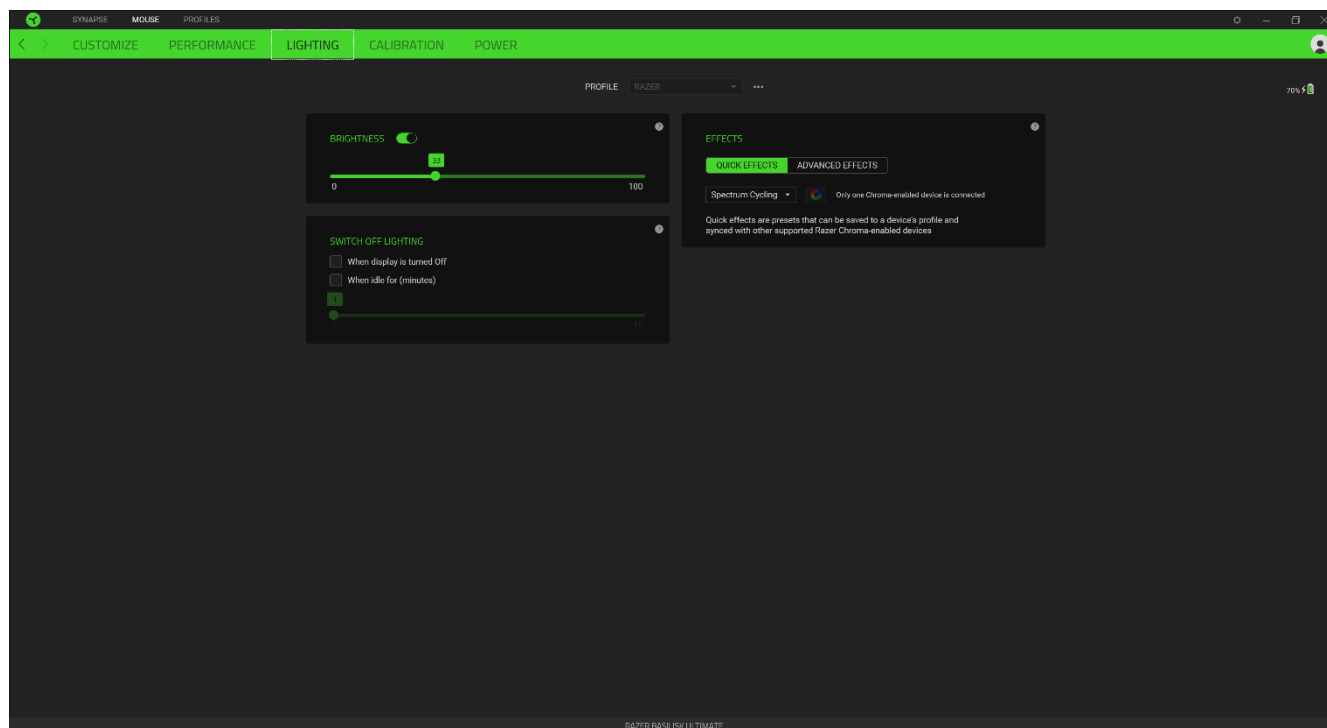 SYNAPSE MOUSE PROFILES
CUSTOMIZE PERFORMANCE LIGHTING CALIBRATION POWER
PROFILE RAZER
70%
BRIGHTNESS
33
0 100
SWITCH OFF LIGHTING
When display is turned Off
When idle for (minutes)
1
1 15
EFFECTS
QUICK EFFECTS ADVANCED EFFECTS
Spectrum Cycling Only one Chroma-enabled device is connected
Quick effects are presets that can be saved to a device's profile and
synced with other supported Razer Chroma-enabled devices
RAZER BASILISK ULTIMATE